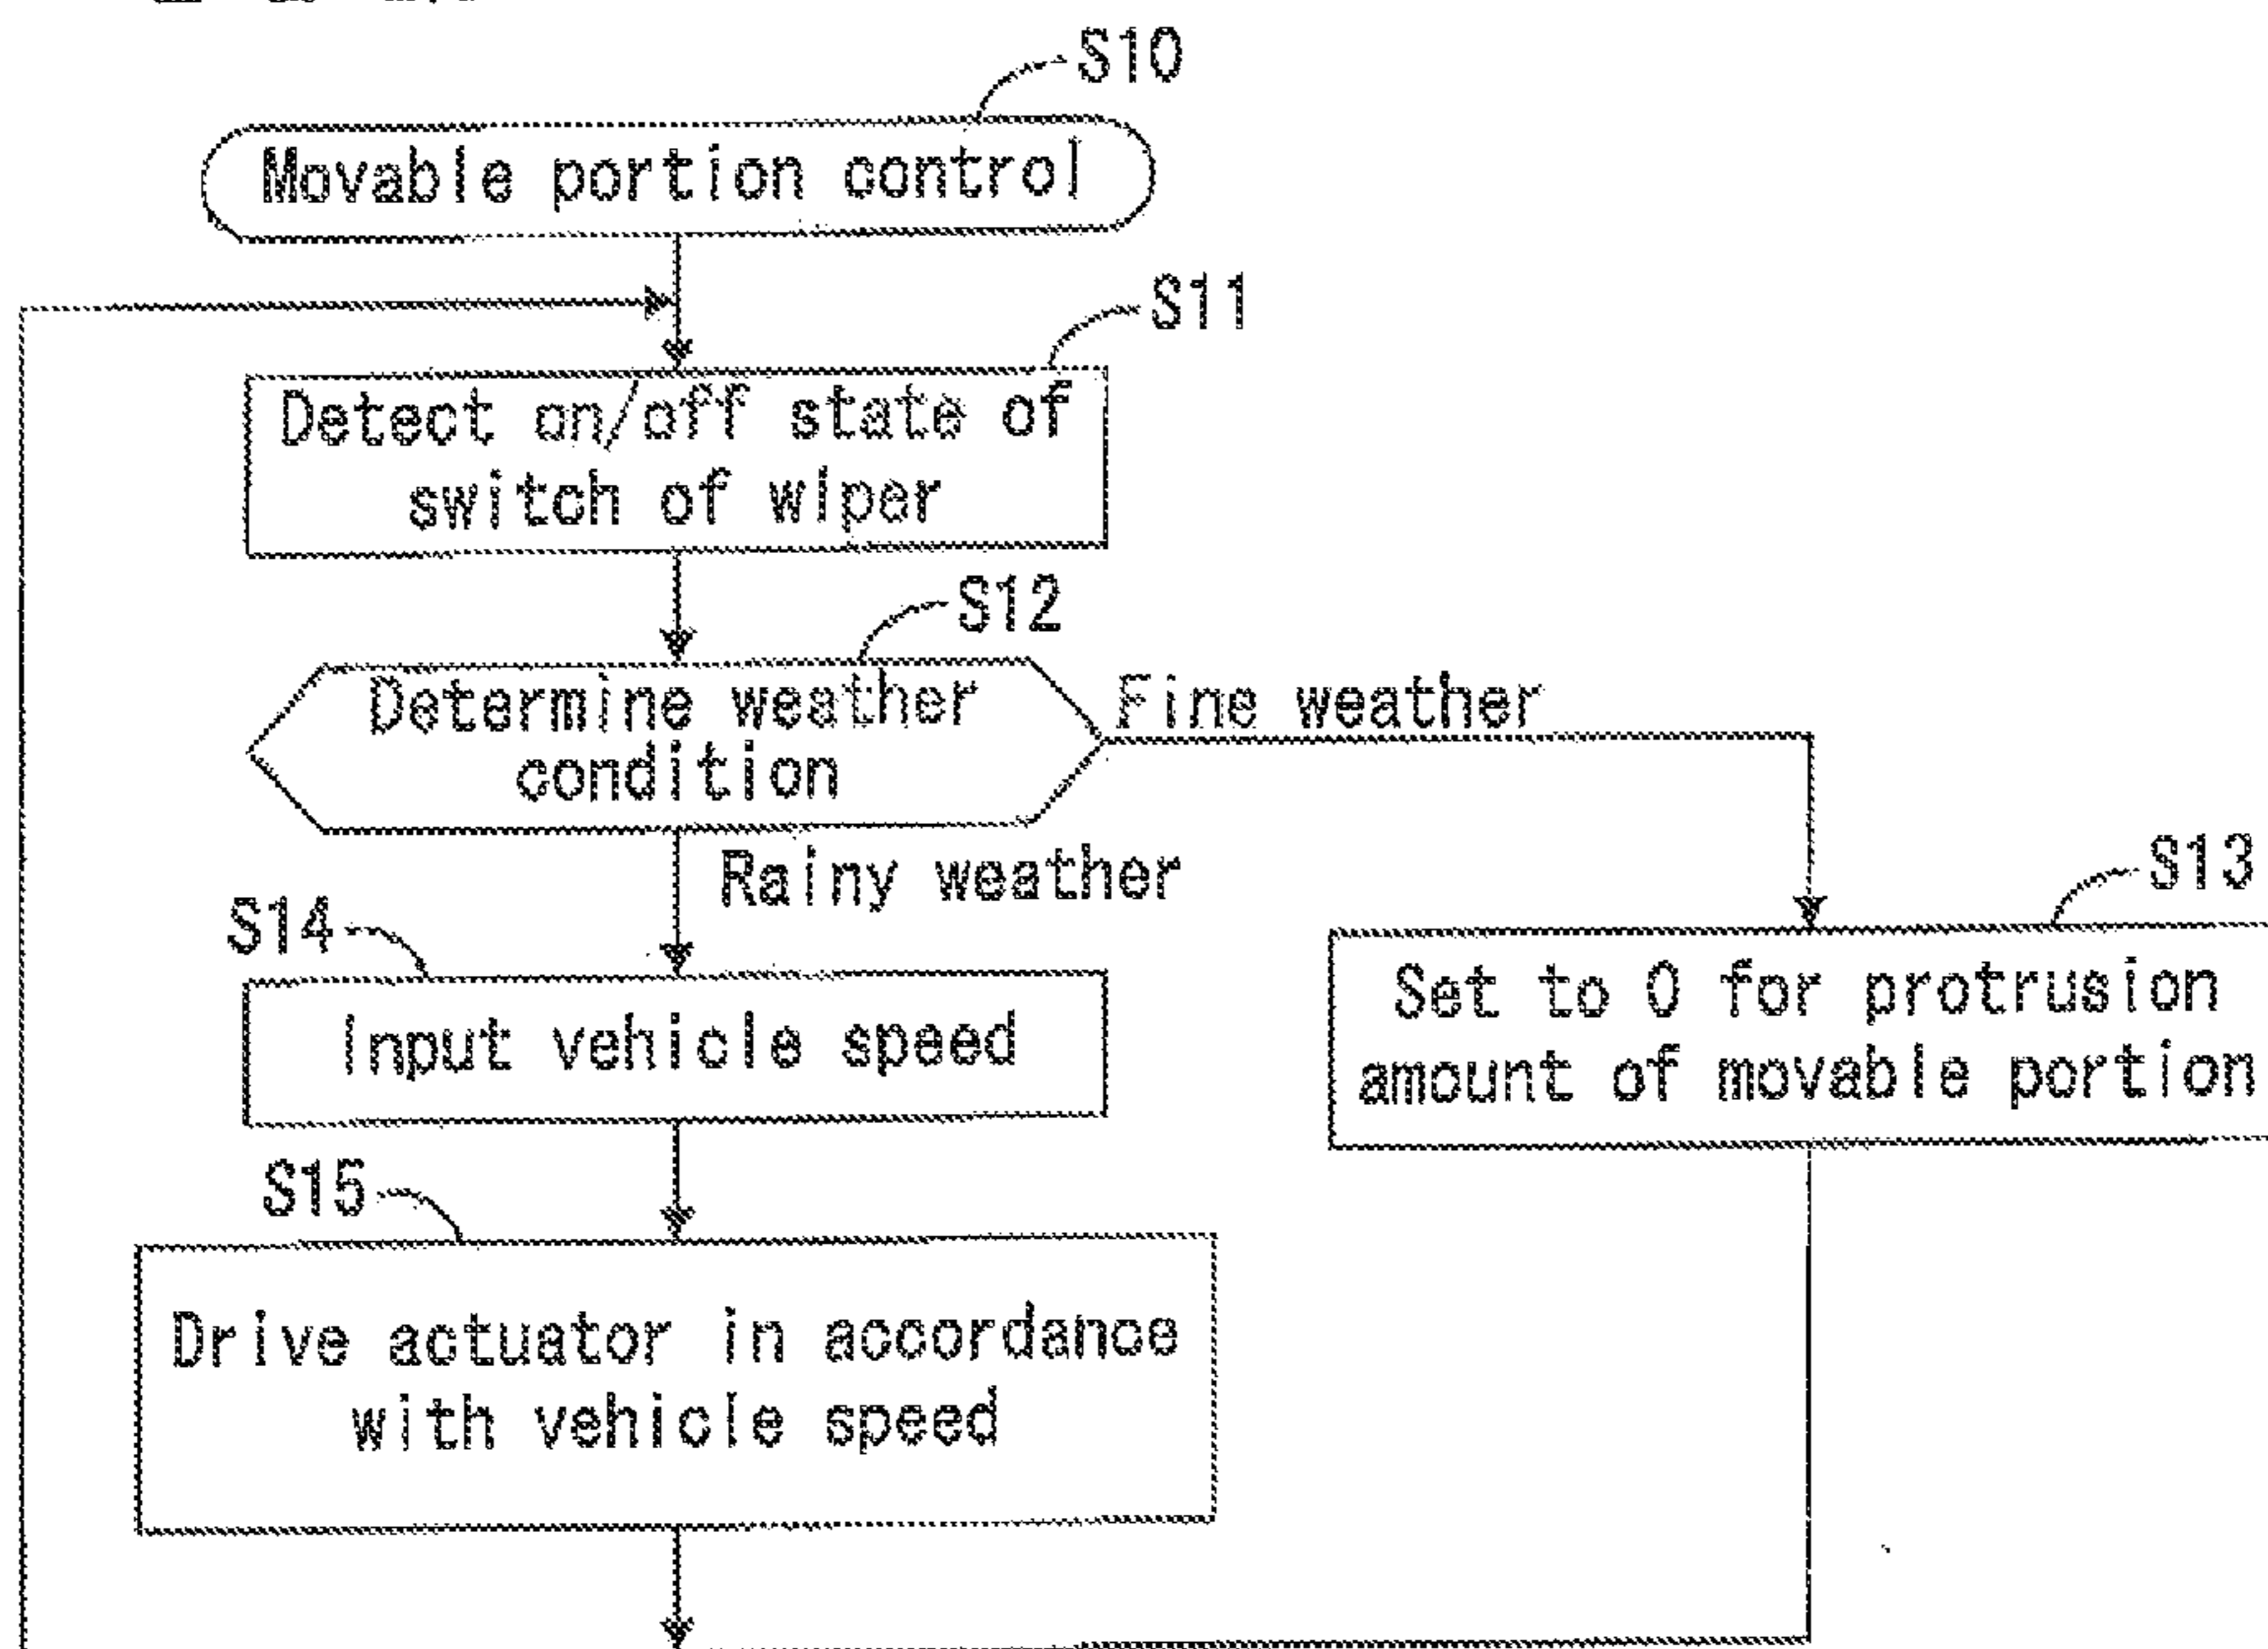 S10
Movable portion control
S11
Detect on/off state of
switch of wiper
S12
Determine weather
condition
Fine weather
Rainy weather
S13
Set to 0 for protrusion
amount of movable portion
S14
Input vehicle speed
S15
Drive actuator in accordance
with vehicle speed